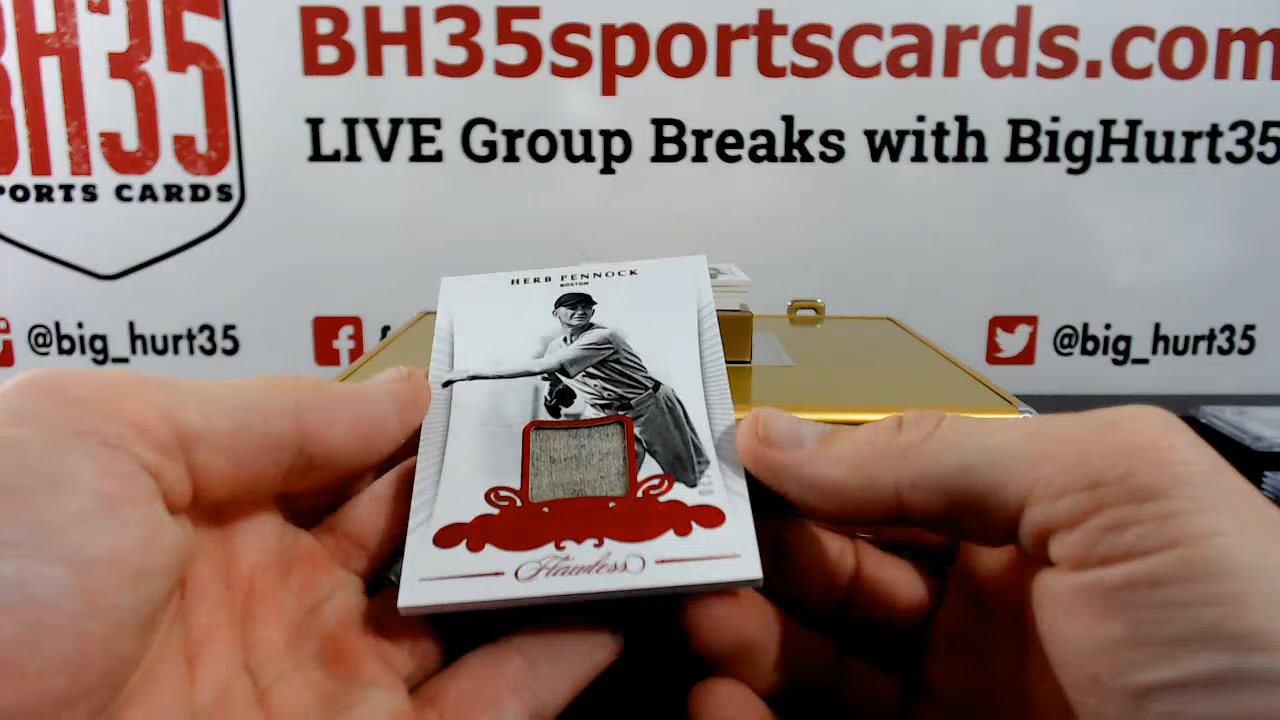 BH35
PORTS CARDS
BH35sportscards.com
LIVE Group Breaks with BigHurt35
@big_hurt35
f
@big_hurt35
HERB PENNOCK
BOSTON
Flawless